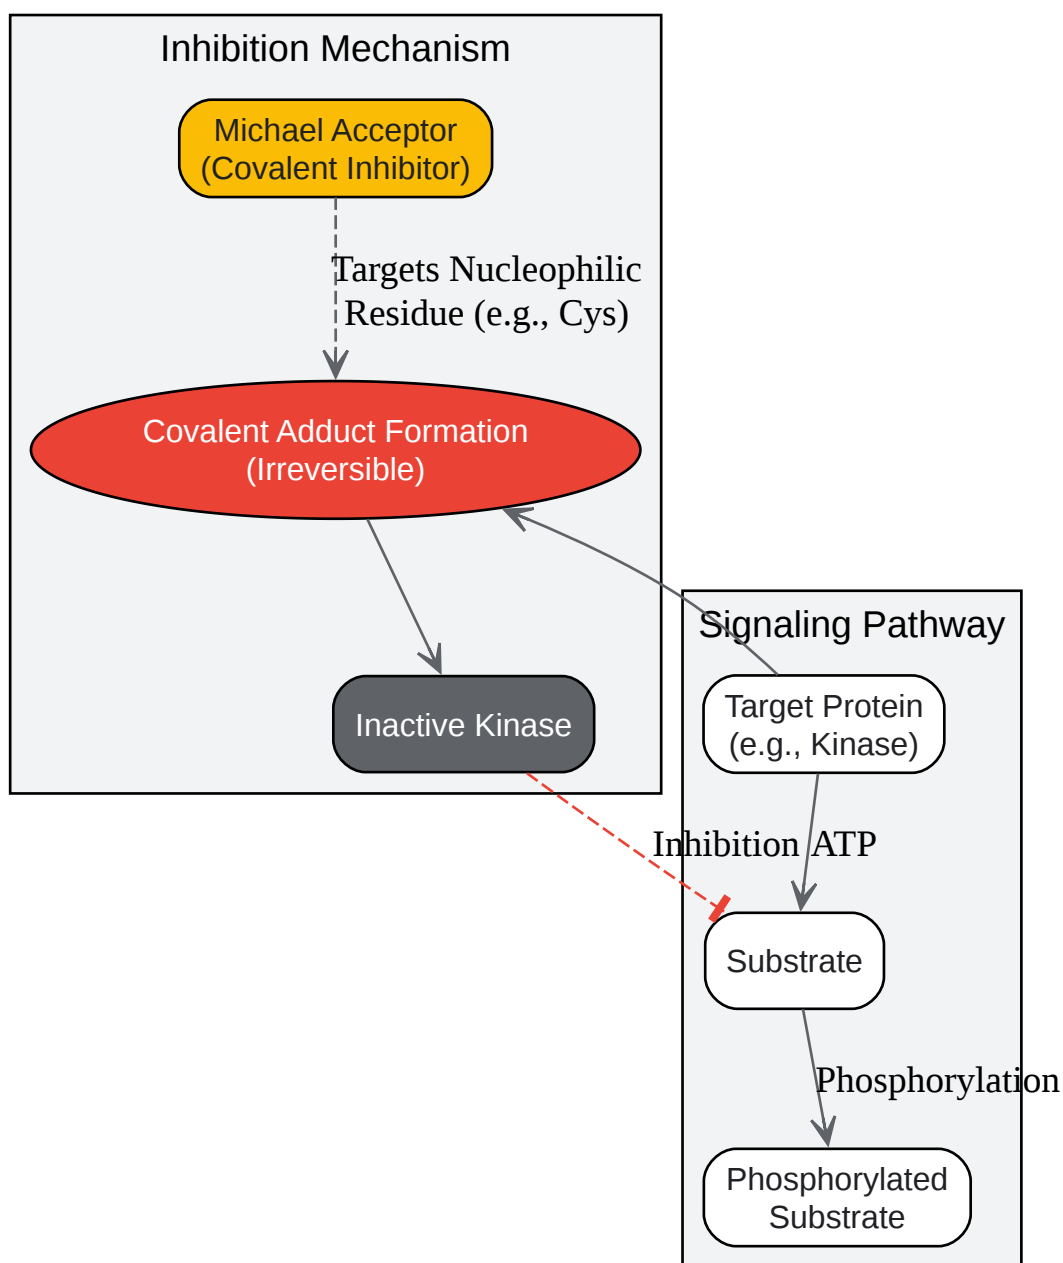 Inhibition Mechanism
Michael Acceptor
(Covalent Inhibitor)
Targets Nucleophilic
Residue (e.g., Cys)
Covalent Adduct Formation
(Irreversible)
Inactive Kinase
Signaling Pathway
Target Protein
(e.g., Kinase)
Inhibition
ATP
Substrate
Phosphorylation
Phosphorylated
Substrate